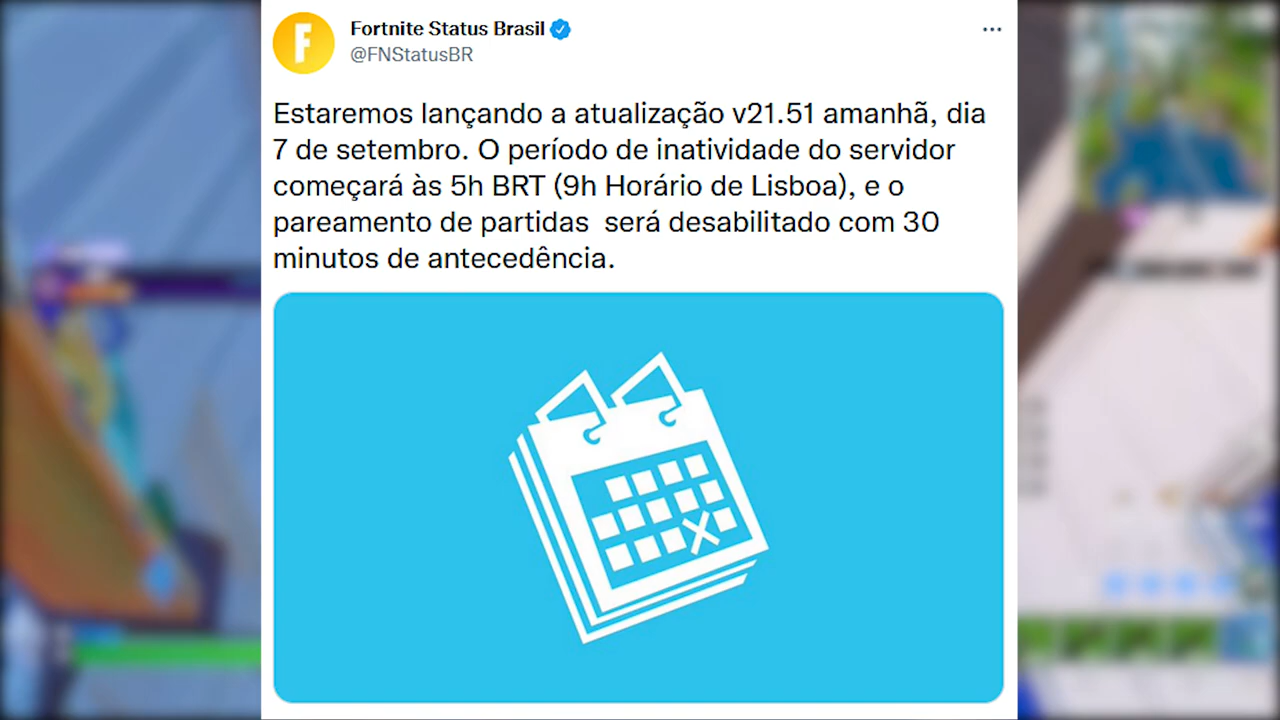 Fortnite Status Brasil
@FNStatusBR
Estaremos lançando a atualização v21.51 amanhã, dia
7 de setembro. O período de inatividade do servidor
começará às 5h BRT (9h Horário de Lisboa), e o
pareamento de partidas  será desabilitado com 30
minutos de antecedência.